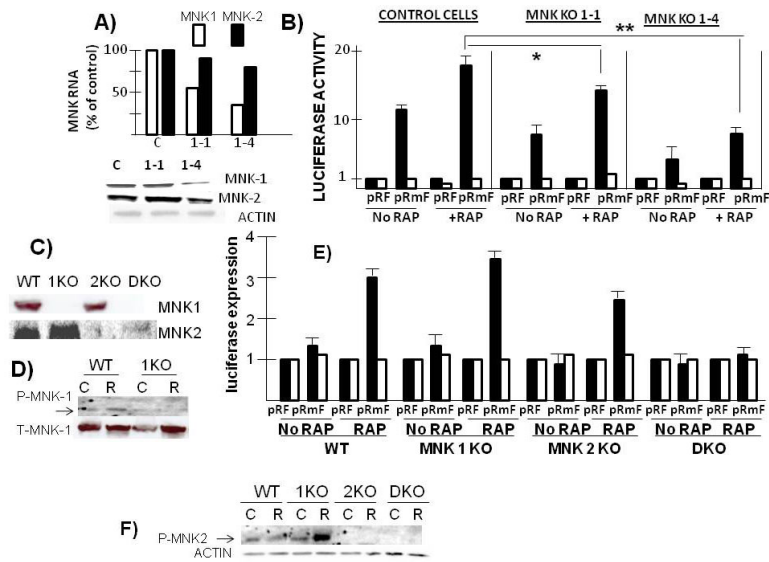 A)
MNK1 MNK-2
MNK RNA
(% of control)
100
50
C 1-1 1-4
C 1-1 1-4
MNK-1
MNK-2
ACTIN
B)
CONTROL CELLS MNK KO 1-1 MNK KO 1-4
**
*
LUCIFERASE ACTIVITY
20
10
1
pRF pRmF pRF pRmF pRF pRmF pRF pRmF pRF pRmF pRF pRmF
No RAP +RAP No RAP + RAP No RAP + RAP
C)
WT 1KO 2KO DKO
MNK1
MNK2
D)
WT 1KO
C R C R
P-MNK-1
T-MNK-1
E)
luciferase expression
4
3
2
1
pRF pRmF pRF pRmF pRF pRmF pRF pRmF pRF pRmF pRF pRmF pRF pRmF pRF pRmF
No RAP RAP No RAP RAP No RAP RAP No RAP RAP
WT MNK 1 KO MNK 2 KO DKO
F)
WT 1KO 2KO DKO
C R C R C R C R
P-MNK2
ACTIN